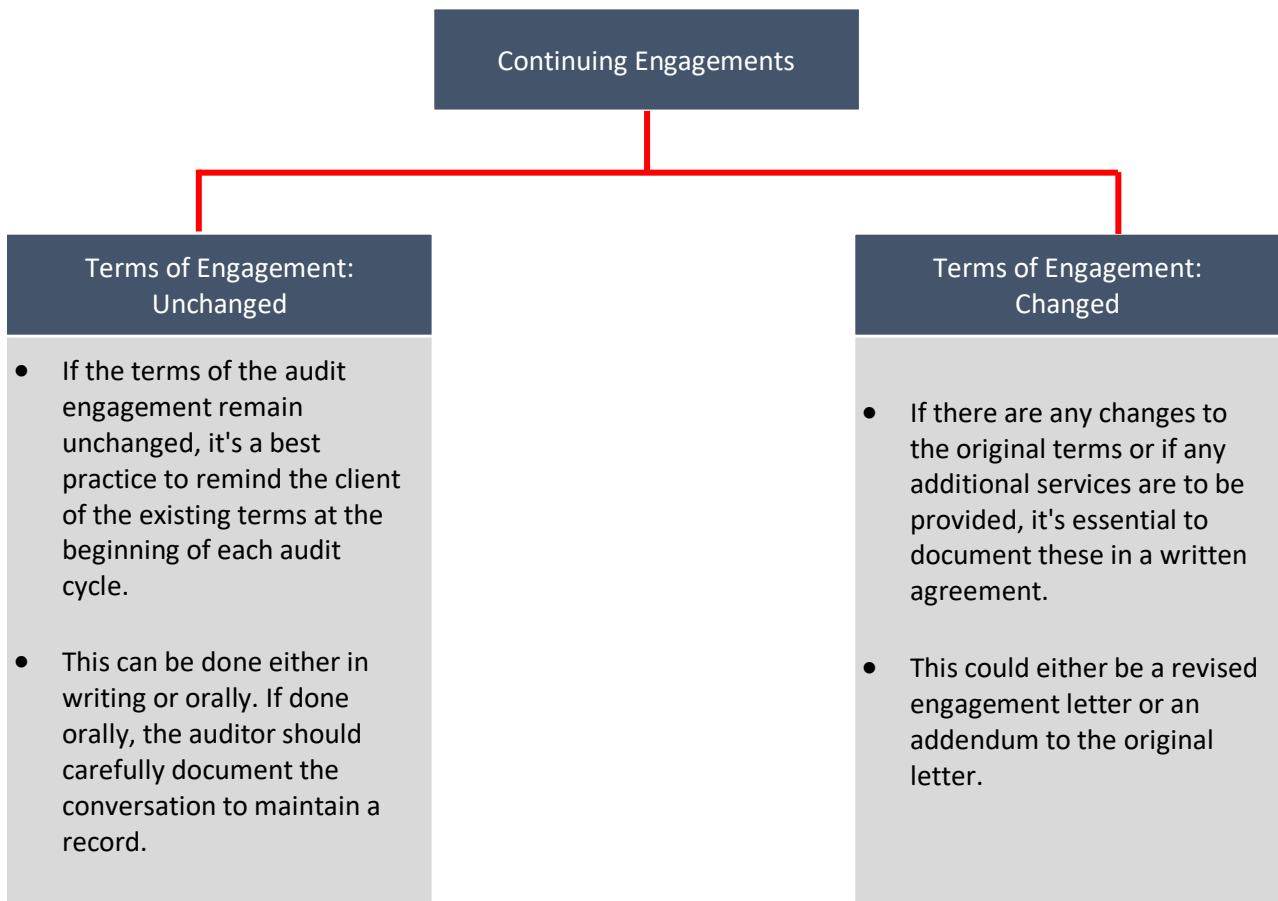 Continuing Engagements
Terms of Engagement:
Unchanged
• If the terms of the audit
engagement remain
unchanged, it's a best
practice to remind the client
of the existing terms at the
beginning of each audit
cycle.
• This can be done either in
writing or orally. If done
orally, the auditor should
carefully document the
conversation to maintain a
record.
Terms of Engagement:
Changed
• If there are any changes to
the original terms or if any
additional services are to be
provided, it's essential to
document these in a written
agreement.
• This could either be a revised
engagement letter or an
addendum to the original
letter.